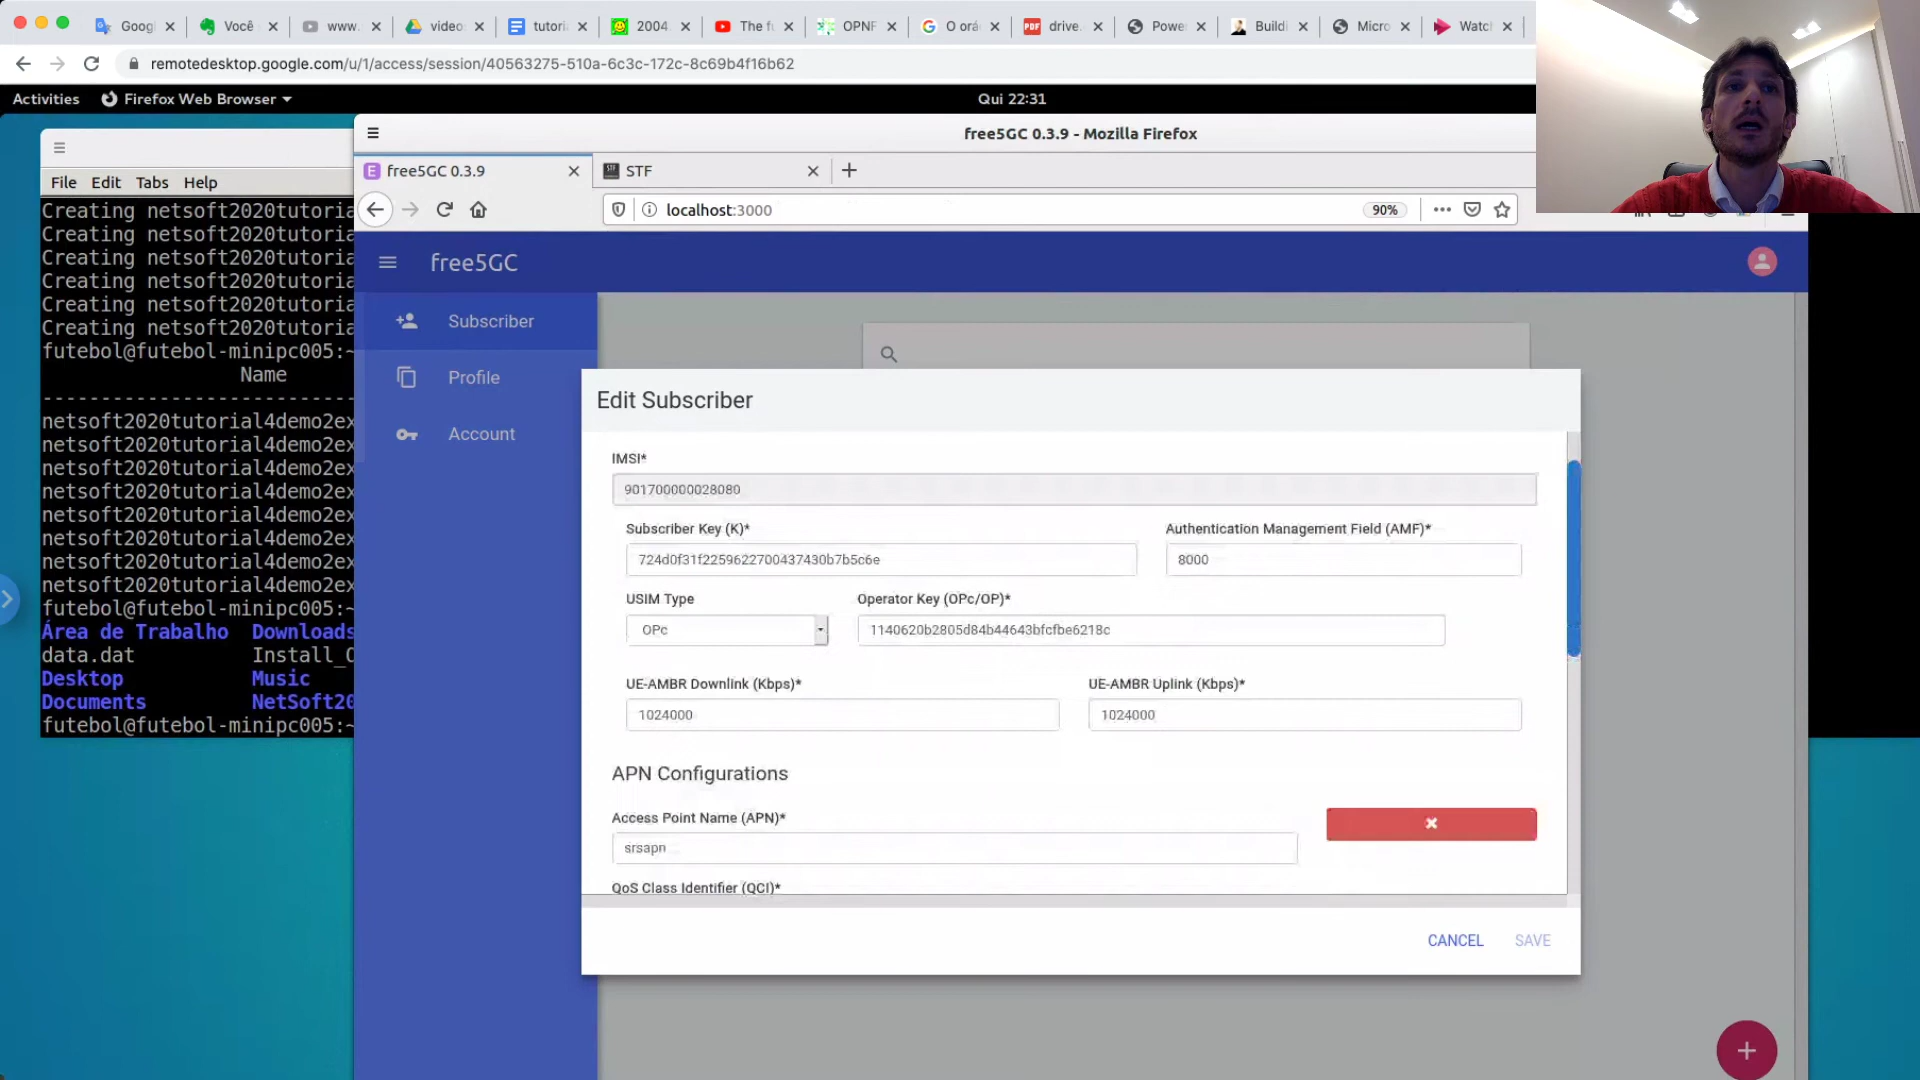 Googl
Você
www.
video:
tutori
2004
The fu
OPNF
O orá
drive.
Powe
Buildi
Micro
Watc
remotedesktop.google.com/u/1/access/session/40563275-510a-6c3c-172c-8c69b4f16b62
Activities
Firefox Web Browser
Qui 22:31
free5GC 0.3.9 - Mozilla Firefox
free5GC 0.3.9
STF
File Edit Tabs Help
localhost:3000
90%
Creating netsoft2020tutoria
Creating netsoft2020tutoria
Creating netsoft2020tutoria
Creating netsoft2020tutoria
Creating netsoft2020tutoria
Creating netsoft2020tutoria
futebol@futebol-minipc005:~
Name
---------------------------
netsoft2020tutorial4demo2ex
netsoft2020tutorial4demo2ex
netsoft2020tutorial4demo2ex
netsoft2020tutorial4demo2ex
netsoft2020tutorial4demo2ex
netsoft2020tutorial4demo2ex
netsoft2020tutorial4demo2ex
netsoft2020tutorial4demo2ex
futebol@futebol-minipc005:~
Área de Trabalho Downloads
data.dat Install_O
Desktop Music
Documents NetSoft20
futebol@futebol-minipc005:~
free5GC
Subscriber
Profile
Account
Edit Subscriber
IMSI*
901700000028080
Subscriber Key (K)*
Authentication Management Field (AMF)*
724d0f31f2259622700437430b7b5c6e
8000
USIM Type
Operator Key (OPc/OP)*
OPc
1140620b2805d84b44643bfcfbe6218c
UE-AMBR Downlink (Kbps)*
UE-AMBR Uplink (Kbps)*
1024000
1024000
APN Configurations
Access Point Name (APN)*
srsapn
QoS Class Identifier (QCI)*
CANCEL
SAVE